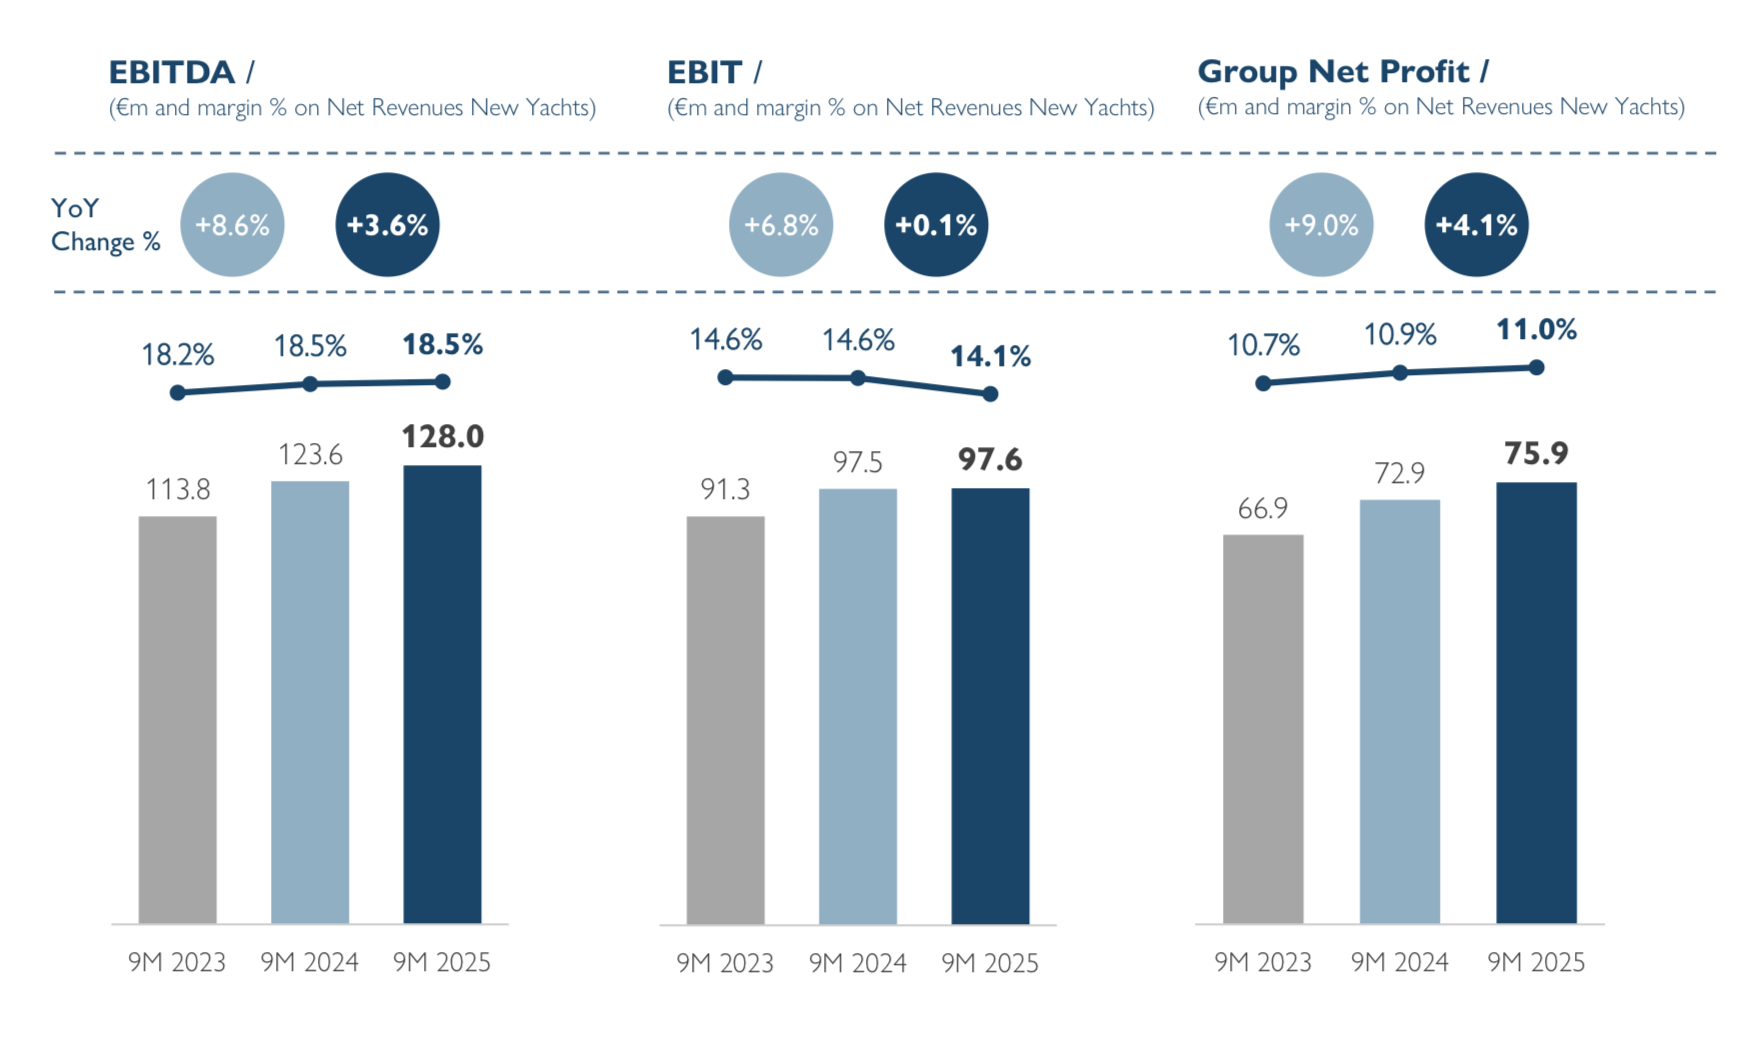 EBITDA /
(€m and margin % on Net Revenues New Yachts)
EBIT /
(€m and margin % on Net Revenues New Yachts)
Group Net Profit /
(€m and margin % on Net Revenues New Yachts)
YoY
Change %
+8.6%
+3.6%
+6.8%
+0.1%
+9.0%
+4.1%
18.2%
18.5%
18.5%
113.8
123.6
128.0
9M 2023
9M 2024
9M 2025
14.6%
14.6%
14.1%
91.3
97.5
97.6
9M 2023
9M 2024
9M 2025
10.7%
10.9%
11.0%
66.9
72.9
75.9
9M 2023
9M 2024
9M 2025